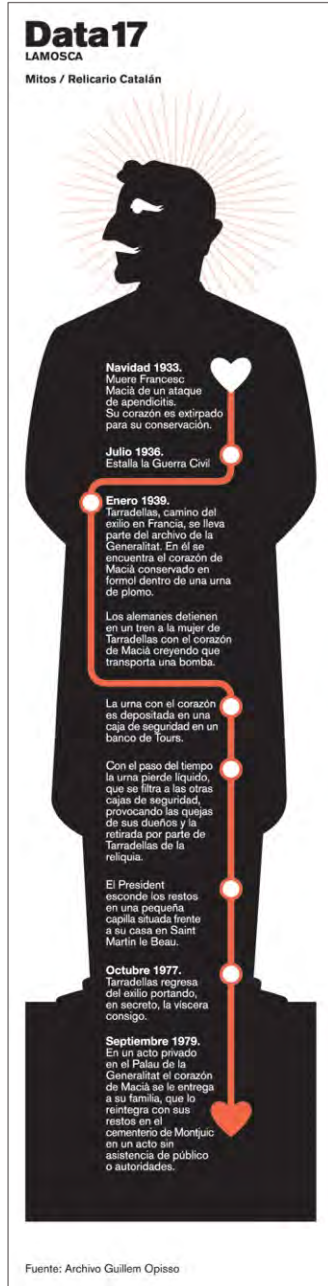 Data17
LAMOSCA
Mitos / Relicario Catalán
Navidad 1933.
Muere Francesc
Macià de un ataque
de apendicitis.
Su corazón es extirpado
para su conservación.
Julio 1936.
Estalla la Guerra Civil
Enero 1939.
Tarradellas, camino del
exilio en Francia, se lleva
parte del archivo de la
Generalitat. En él se
encuentra el corazón de
Macià conservado en
formol dentro de una urna
de plomo.
Los alemanes detienen
en un tren a la mujer de
Tarradellas con el corazón
de Macià creyendo que
transporta una bomba.
La urna con el corazón
es depositada en una
caja de seguridad en un
banco de Tours.
Con el paso del tiempo
la urna pierde líquido,
que se filtra a las otras
cajas de seguridad,
provocando las quejas
de sus dueños y la
retirada por parte de
Tarradellas de la
reliquia.
El President
esconde los restos
en una pequeña
capilla situada frente
a su casa en Saint
Martin le Beau.
Octubre 1977.
Tarradellas regresa
del exilio portando,
en secreto, la víscera
consigo.
Septiembre 1979.
En un acto privado
en el Palau de la
Generalitat el corazón
de Macià se le entrega
a su familia, que lo
reintegra con sus
restos en el
cementerio de Montjuic
en un acto sin
asistencia de público
o autoridades.
Fuente: Archivo Guillem Opisso